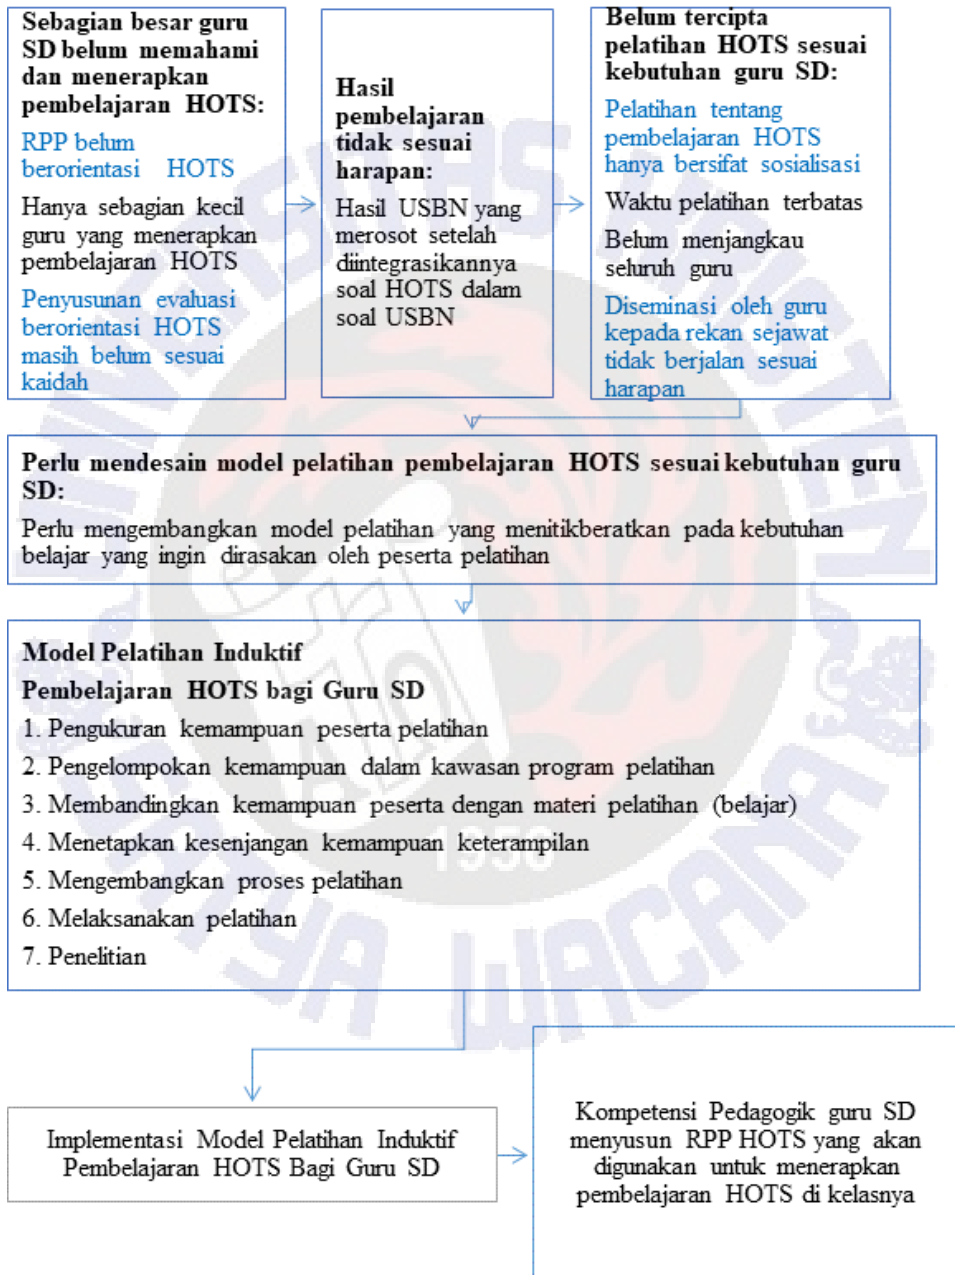 Sebagian besar guru
SD belum memahami
dan menerapkan
pembelajaran HOTS:
RPP belum
berorientasi HOTS
Hanya sebagian kecil
guru yang menerapkan
pembelajaran HOTS
Penyusunan evaluasi
berorientasi HOTS
masih belum sesuai
kaidah
Hasil
pembelajaran
tidak sesuai
harapan:
Hasil USBN yang
merosot setelah
diintegrasikannya
soal HOTS dalam
soal USBN
Belum tercipta
pelatihan HOTS sesuai
kebutuhan guru SD:
Pelatihan tentang
pembelajaran HOTS
hanya bersifat sosialisasi
Waktu pelatihan terbatas
Belum menjangkau
seluruh guru
Diseminasi oleh guru
kepada rekan sejawat
tidak berjalan sesuai
harapan
Perlu mendesain model pelatihan pembelajaran HOTS sesuai kebutuhan guru
SD:
Perlu mengembangkan model pelatihan yang menitikberatkan pada kebutuhan
belajar yang ingin dirasakan oleh peserta pelatihan
Model Pelatihan Induktif
Pembelajaran HOTS bagi Guru SD
1. Pengukuran kemampuan peserta pelatihan
2. Pengelompokan kemampuan dalam kawasan program pelatihan
3. Membandingkan kemampuan peserta dengan materi pelatihan (belajar)
4. Menetapkan kesenjangan kemampuan keterampilan
5. Mengembangkan proses pelatihan
6. Melaksanakan pelatihan
7. Penelitian
Implementasi Model Pelatihan Induktif
Pembelajaran HOTS Bagi Guru SD
Kompetensi Pedagogik guru SD
menyusun RPP HOTS yang akan
digunakan untuk menerapkan
pembelajaran HOTS di kelasnya
UNIVERSITAS KRISTEN
SATYA WACANA
1956